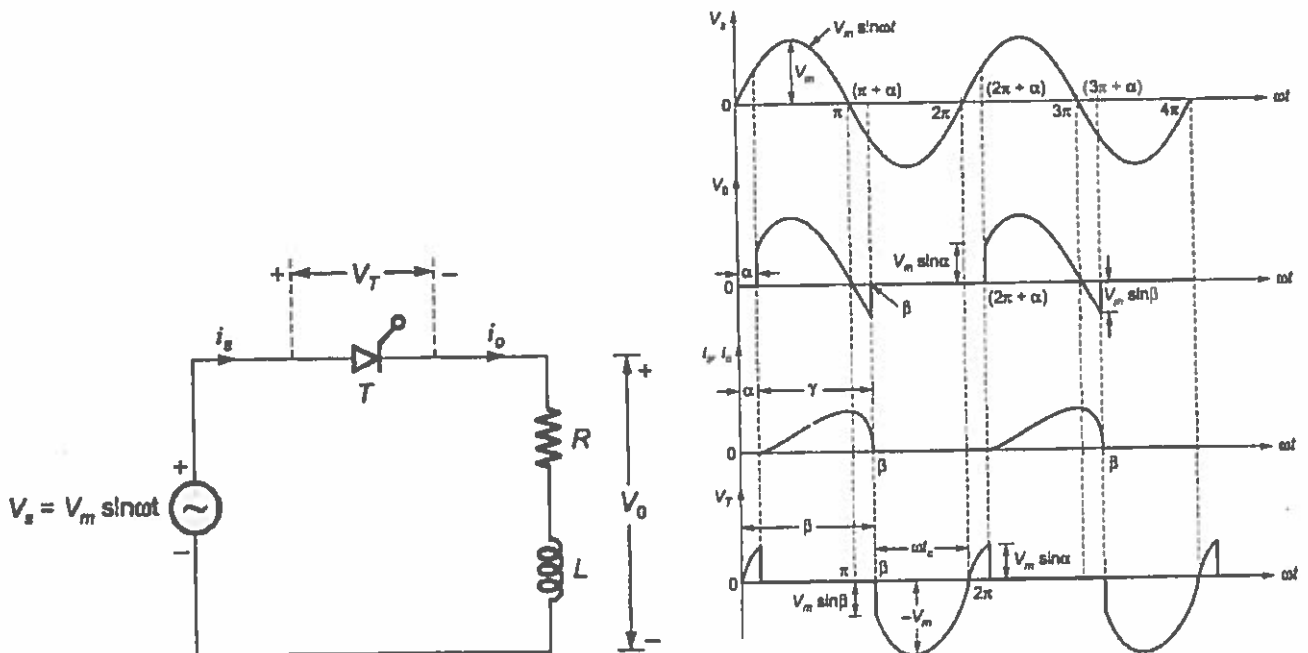 + V_T −
i_s
i_o
T
+
R
V_s = V_m sinωt
+
−
V_0
L
−
V_s
V_m sinωt
V_m
0
π
(π + α)
2π
(2π + α)
3π
(3π + α)
4π
ωt
V_0
α
V_m sinα
0
β
(2π + α)
V_m sinβ
ωt
α
γ
0
β
β
ωt
V_T
β
ωt_c
V_m sinα
0
π
β
2π
ωt
V_m sinβ
−V_m